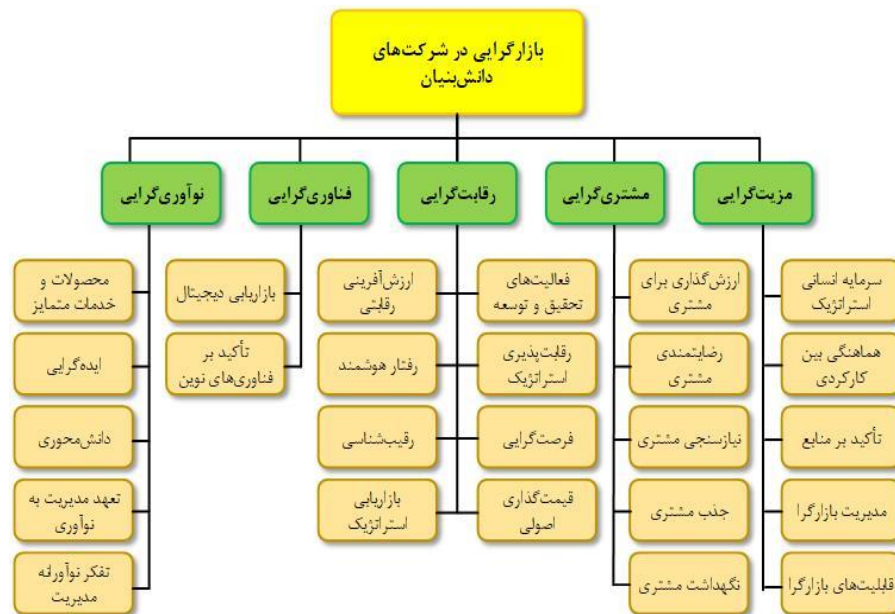 بازارگرایی در شرکت‌های
دانش‌بنیان
مزیت‌گرایی
مشتری‌گرایی
رقابت‌گرایی
فناوری‌گرایی
نوآوری‌گرایی
سرمایه انسانی
استراتژیک
هماهنگی بین
کارکردی
تأکید بر منابع
مدیریت بازارگرا
قابلیت‌های بازارگرا
ارزش‌گذاری برای
مشتری
رضایتمندی
مشتری
نیازسنجی مشتری
جذب مشتری
نگهداشت مشتری
فعالیت‌های
تحقیق و توسعه
رقابت‌پذیری
استراتژیک
فرصت‌گرایی
قیمت‌گذاری
اصولی
ارزش‌آفرینی
رقابتی
رفتار هوشمند
رقیب‌شناسی
بازاریابی
استراتژیک
بازاریابی دیجیتال
تأکید بر
فناوری‌های نوین
محصولات و
خدمات متمایز
ایده‌گرایی
دانش‌محوری
تعهد مدیریت به
نوآوری
تفکر نوآورانه
مدیریت